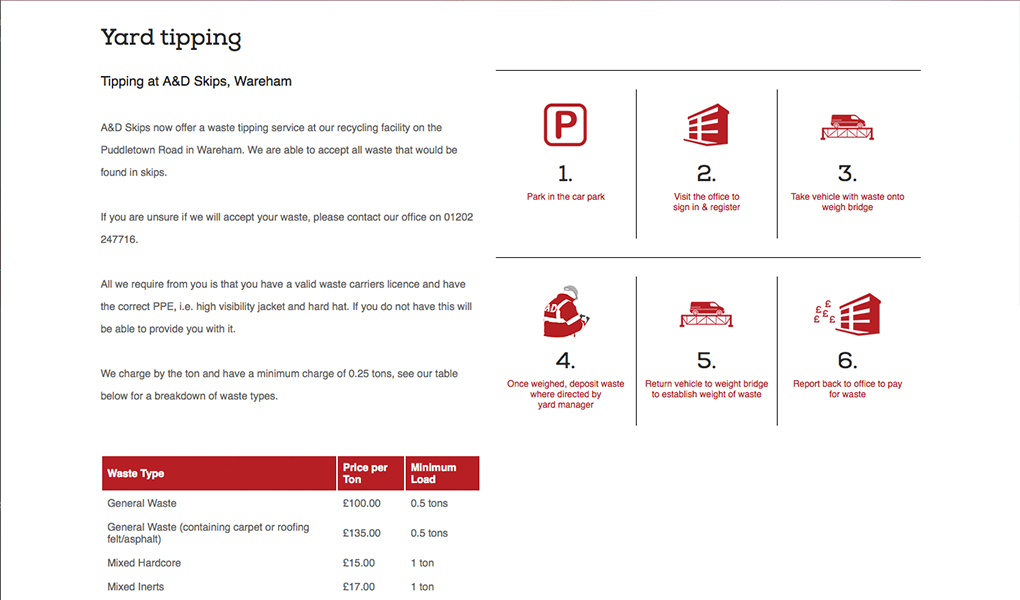 Yard tipping
Tipping at A&D Skips, Wareham
A&D Skips now offer a waste tipping service at our recycling facility on the
Puddletown Road in Wareham. We are able to accept all waste that would be
found in skips.
If you are unsure if we will accept your waste, please contact our office on 01202
247716.
All we require from you is that you have a valid waste carriers licence and have
the correct PPE, i.e. high visibility jacket and hard hat. If you do not have this will
be able to provide you with it.
We charge by the ton and have a minimum charge of 0.25 tons, see our table
below for a breakdown of waste types.
Waste Type Price per Ton Minimum Load
General Waste £100.00 0.5 tons
General Waste (containing carpet or roofing
felt/asphalt) £135.00 0.5 tons
Mixed Hardcore £15.00 1 ton
Mixed Inerts £17.00 1 ton
P
1.
Park in the car park
2.
Visit the office to
sign in & register
3.
Take vehicle with waste onto
weigh bridge
AD
4.
Once weighed, deposit waste
where directed by
yard manager
5.
Return vehicle to weight bridge
to establish weight of waste
£ £ £ £ £
6.
Report back to office to pay
for waste